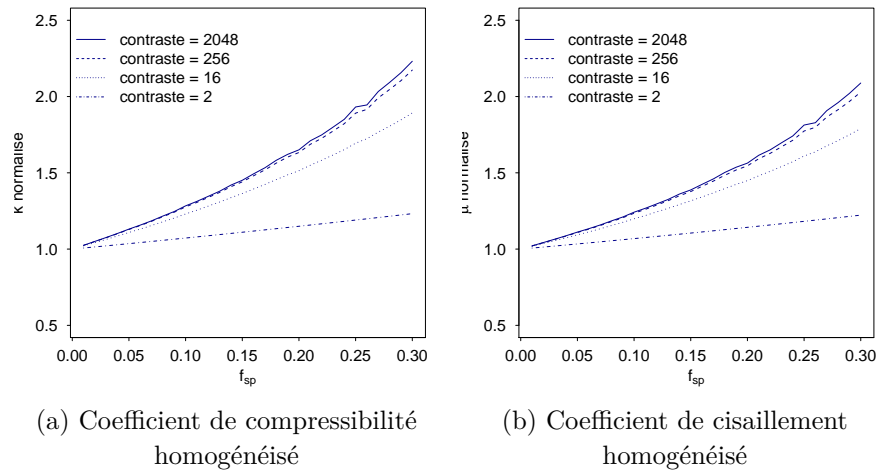 2.5
2.0
1.5
1.0
0.5
κ normalisé
contraste = 2048
contraste = 256
contraste = 16
contraste = 2
0.00 0.05 0.10 0.15 0.20 0.25 0.30
fsp
(a) Coefficient de compressibilité
homogénéisé
2.5
2.0
1.5
1.0
0.5
µ normalisé
contraste = 2048
contraste = 256
contraste = 16
contraste = 2
0.00 0.05 0.10 0.15 0.20 0.25 0.30
fsp
(b) Coefficient de cisaillement
homogénéisé